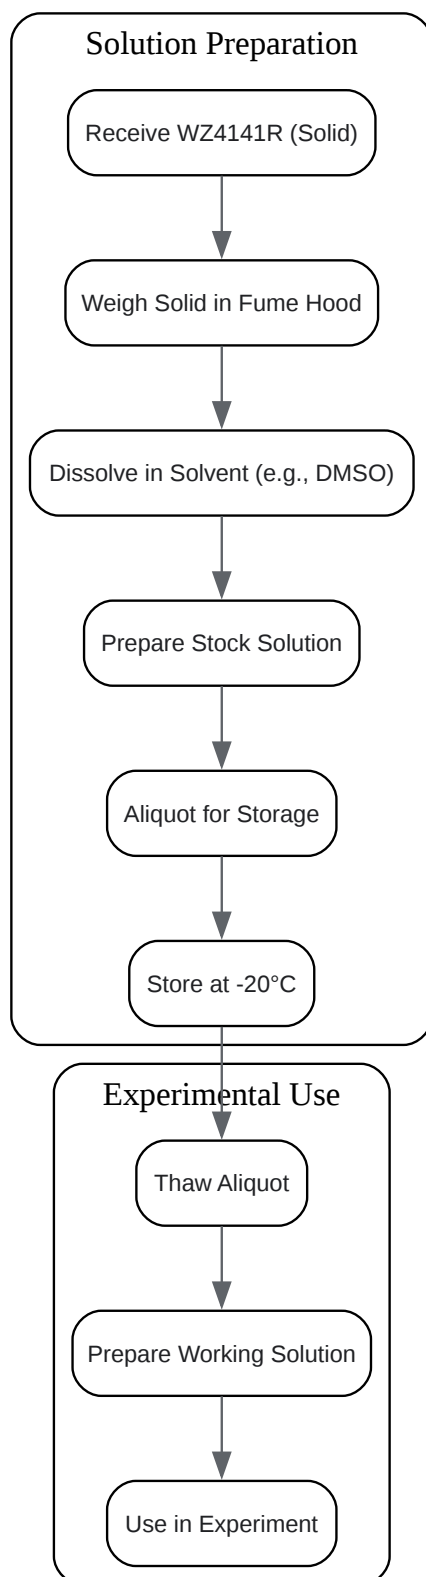 Solution Preparation
Receive WZ4141R (Solid)
Weigh Solid in Fume Hood
Dissolve in Solvent (e.g., DMSO)
Prepare Stock Solution
Aliquot for Storage
Store at -20°C
Experimental Use
Thaw Aliquot
Prepare Working Solution
Use in Experiment